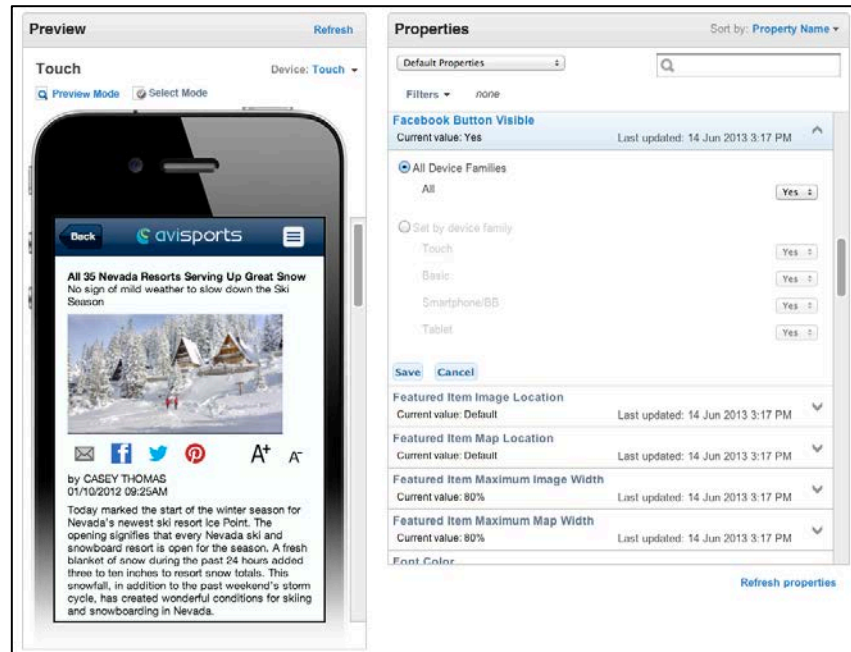 Preview
Refresh
Touch
Device: Touch
Preview Mode
Select Mode
Back
avisports
All 35 Nevada Resorts Serving Up Great Snow
No sign of mild weather to slow down the Ski
Season
A+
A-
by CASEY THOMAS
01/10/2012 09:25AM
Today marked the start of the winter season for
Nevada's newest ski resort Ice Point. The
opening signifies that every Nevada ski and
snowboard resort is open for the season. A fresh
blanket of snow during the past 24 hours added
three to ten inches to resort snow totals. This
snowfall, in addition to the past weekend's storm
cycle, has created wonderful conditions for skiing
and snowboarding in Nevada.
Properties
Sort by: Property Name
Default Properties
Filters
none
Facebook Button Visible
Current value: Yes
Last updated: 14 Jun 2013 3:17 PM
All Device Families
All
Yes
Set by device family
Touch
Yes
Basic
Yes
Smartphone/BB
Yes
Tablet
Yes
Save
Cancel
Featured Item Image Location
Current value: Default
Last updated: 14 Jun 2013 3:17 PM
Featured Item Map Location
Current value: Default
Last updated: 14 Jun 2013 3:17 PM
Featured Item Maximum Image Width
Current value: 80%
Last updated: 14 Jun 2013 3:17 PM
Featured Item Maximum Map Width
Current value: 80%
Last updated: 14 Jun 2013 3:17 PM
Font Color
Refresh properties